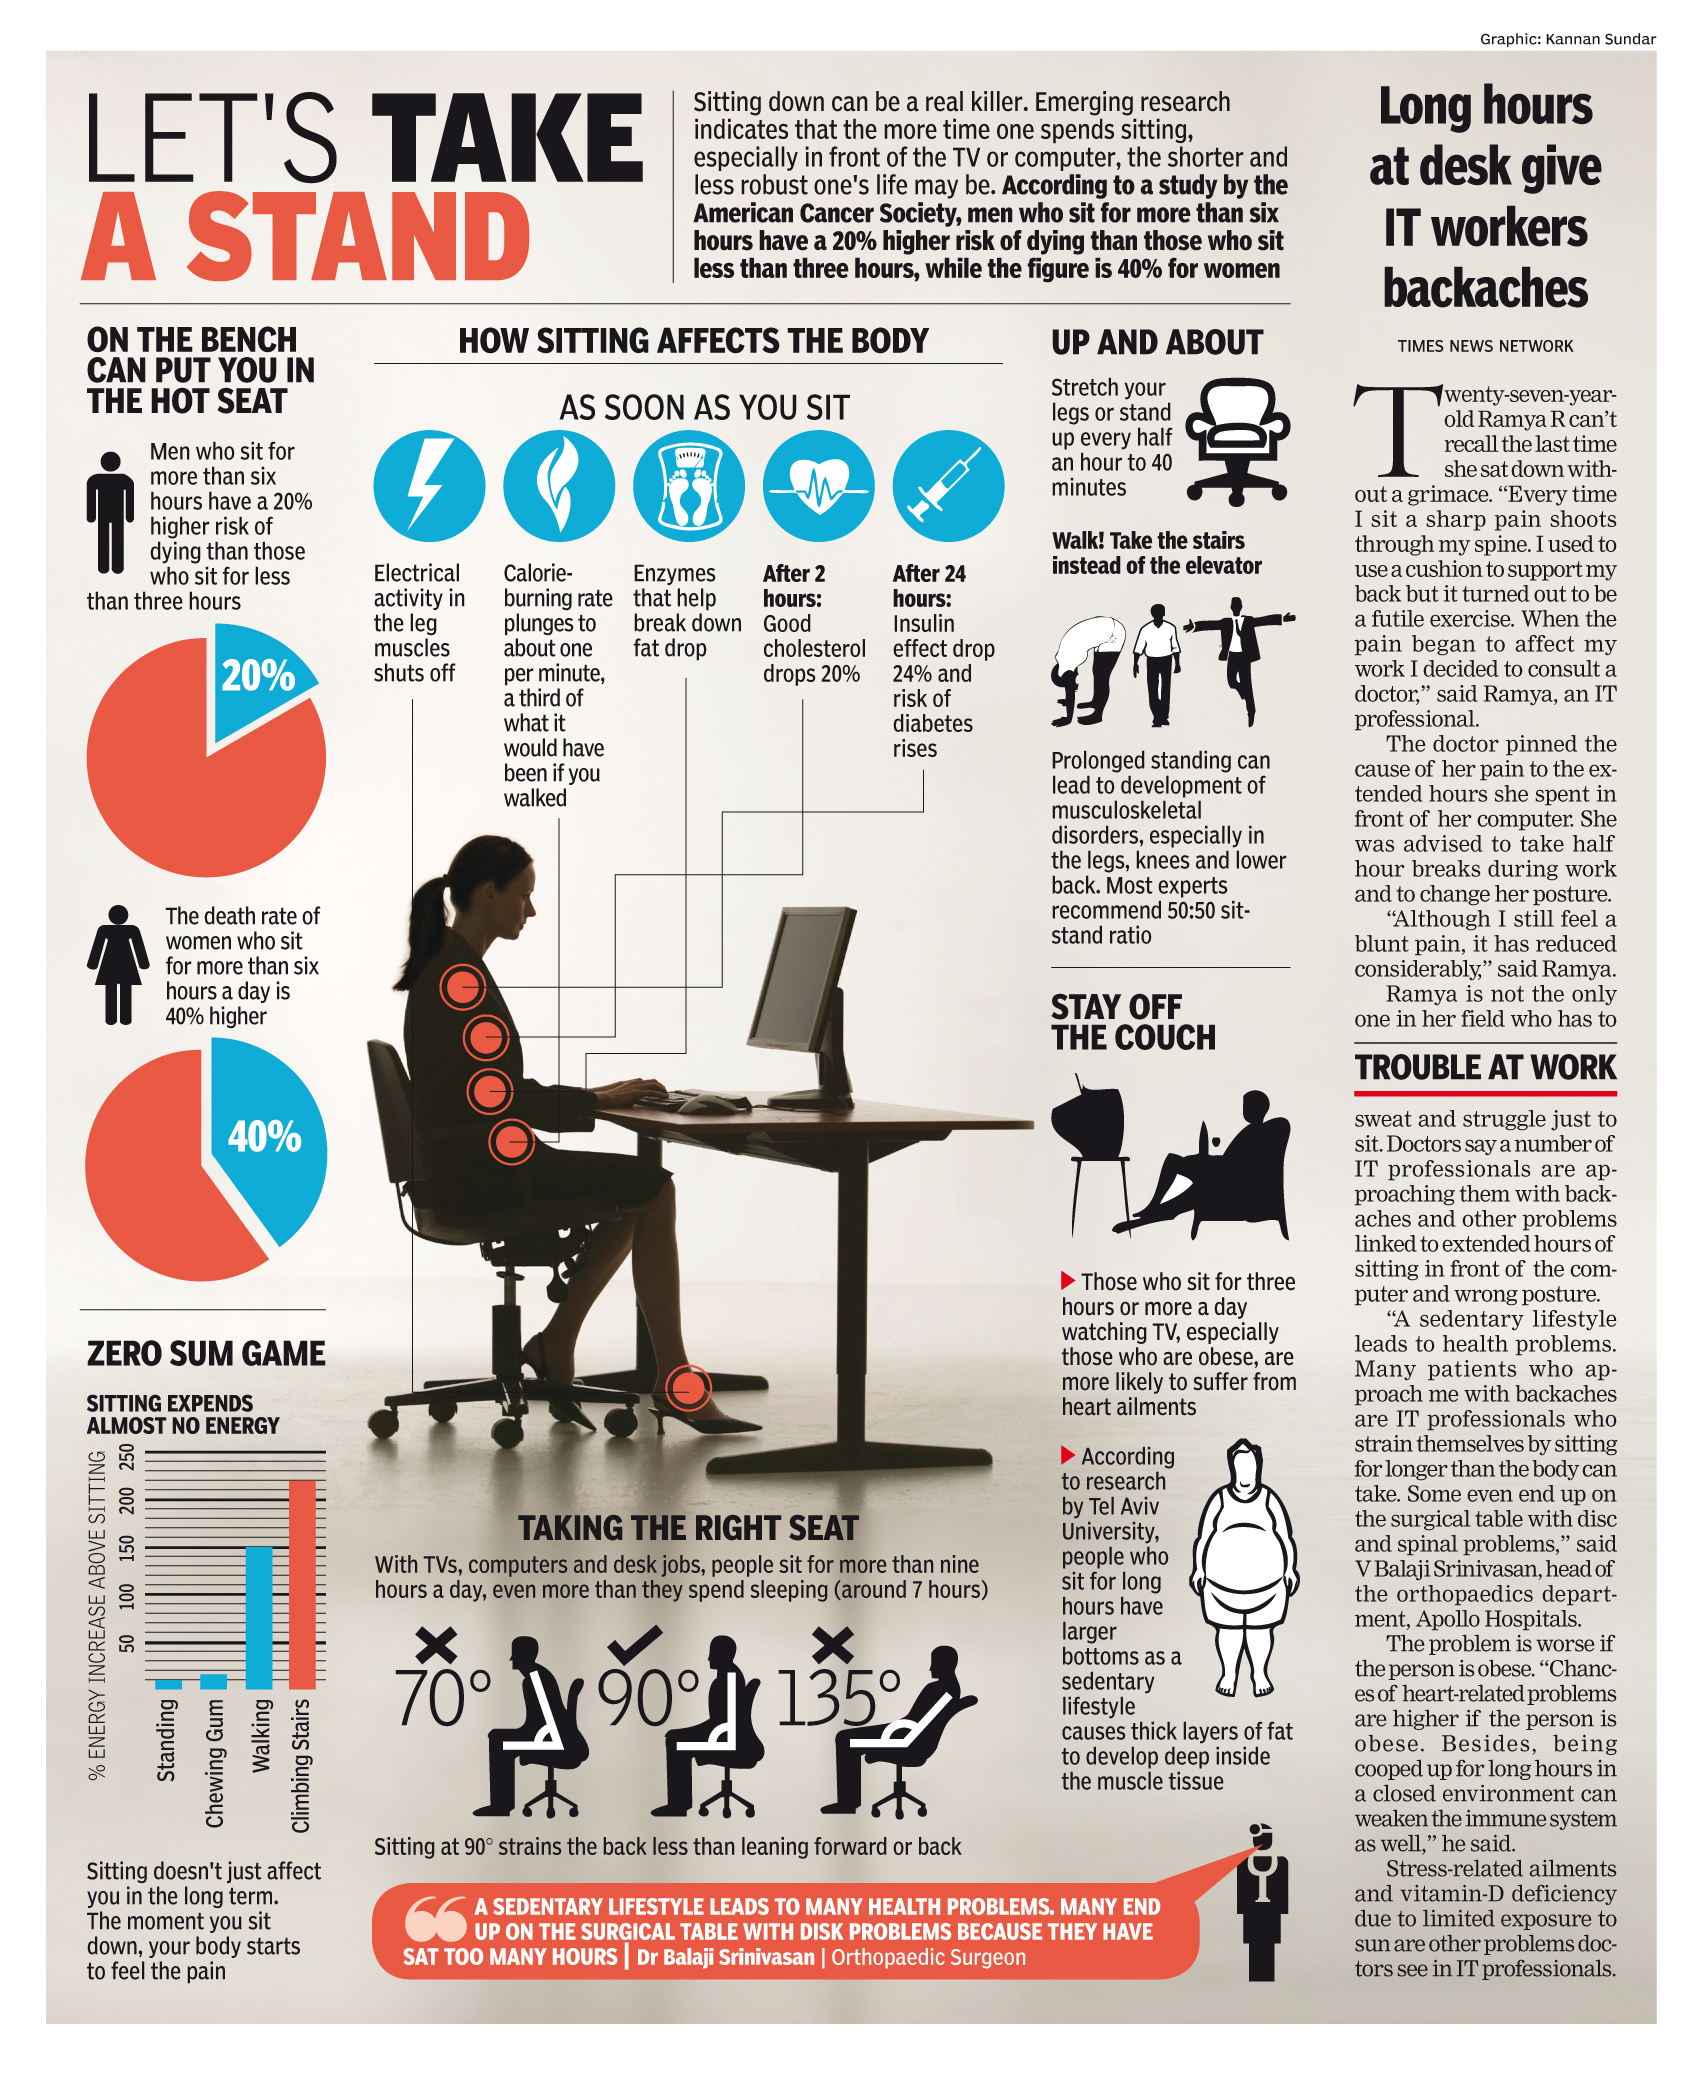 Graphic: Kannan Sundar
LET'S TAKE
A STAND
Sitting down can be a real killer. Emerging research
indicates that the more time one spends sitting,
especially in front of the TV or computer, the shorter and
less robust one's life may be. According to a study by the
American Cancer Society, men who sit for more than six
hours have a 20% higher risk of dying than those who sit
less than three hours, while the figure is 40% for women
ON THE BENCH
CAN PUT YOU IN
THE HOT SEAT
Men who sit for
more than six
hours have a 20%
higher risk of
dying than those
who sit for less
than three hours
20%
The death rate of
women who sit
for more than six
hours a day is
40% higher
40%
ZERO SUM GAME
SITTING EXPENDS
ALMOST NO ENERGY
% ENERGY INCREASE ABOVE SITTING
250
200
150
100
50
Standing
Chewing Gum
Walking
Climbing Stairs
Sitting doesn't just affect
you in the long term.
The moment you sit
down, your body starts
to feel the pain
HOW SITTING AFFECTS THE BODY
AS SOON AS YOU SIT
Electrical
activity in
the leg
muscles
shuts off
Calorie-
burning rate
plunges to
about one
per minute,
a third of
what it
would have
been if you
walked
Enzymes
that help
break down
fat drop
After 2
hours:
Good
cholesterol
drops 20%
After 24
hours:
Insulin
effect drop
24% and
risk of
diabetes
rises
TAKING THE RIGHT SEAT
With TVs, computers and desk jobs, people sit for more than nine
hours a day, even more than they spend sleeping (around 7 hours)
70°
90°
135°
Sitting at 90° strains the back less than leaning forward or back
A SEDENTARY LIFESTYLE LEADS TO MANY HEALTH PROBLEMS. MANY END
UP ON THE SURGICAL TABLE WITH DISK PROBLEMS BECAUSE THEY HAVE
SAT TOO MANY HOURS | Dr Balaji Srinivasan | Orthopaedic Surgeon
UP AND ABOUT
Stretch your
legs or stand
up every half
an hour to 40
minutes
Walk! Take the stairs
instead of the elevator
Prolonged standing can
lead to development of
musculoskeletal
disorders, especially in
the legs, knees and lower
back. Most experts
recommend 50:50 sit-
stand ratio
STAY OFF
THE COUCH
Those who sit for three
hours or more a day
watching TV, especially
those who are obese, are
more likely to suffer from
heart ailments
According
to research
by Tel Aviv
University,
people who
sit for long
hours have
larger
bottoms as a
sedentary
lifestyle
causes thick layers of fat
to develop deep inside
the muscle tissue
Long hours
at desk give
IT workers
backaches
TIMES NEWS NETWORK
Twenty-seven-year-
old Ramya R can't
recall the last time
she sat down with-
out a grimace. "Every time
I sit a sharp pain shoots
through my spine. I used to
use a cushion to support my
back but it turned out to be
a futile exercise. When the
pain began to affect my
work I decided to consult a
doctor," said Ramya, an IT
professional.
The doctor pinned the
cause of her pain to the ex-
tended hours she spent in
front of her computer. She
was advised to take half
hour breaks during work
and to change her posture.
"Although I still feel a
blunt pain, it has reduced
considerably," said Ramya.
Ramya is not the only
one in her field who has to
TROUBLE AT WORK
sweat and struggle just to
sit. Doctors say a number of
IT professionals are ap-
proaching them with back-
aches and other problems
linked to extended hours of
sitting in front of the com-
puter and wrong posture.
"A sedentary lifestyle
leads to health problems.
Many patients who ap-
proach me with backaches
are IT professionals who
strain themselves by sitting
for longer than the body can
take. Some even end up on
the surgical table with disc
and spinal problems," said
V Balaji Srinivasan, head of
the orthopaedics depart-
ment, Apollo Hospitals.
The problem is worse if
the person is obese. "Chanc-
es of heart-related problems
are higher if the person is
obese. Besides, being
cooped up for long hours in
a closed environment can
weaken the immune system
as well," he said.
Stress-related ailments
and vitamin-D deficiency
due to limited exposure to
sun are other problems doc-
tors see in IT professionals.